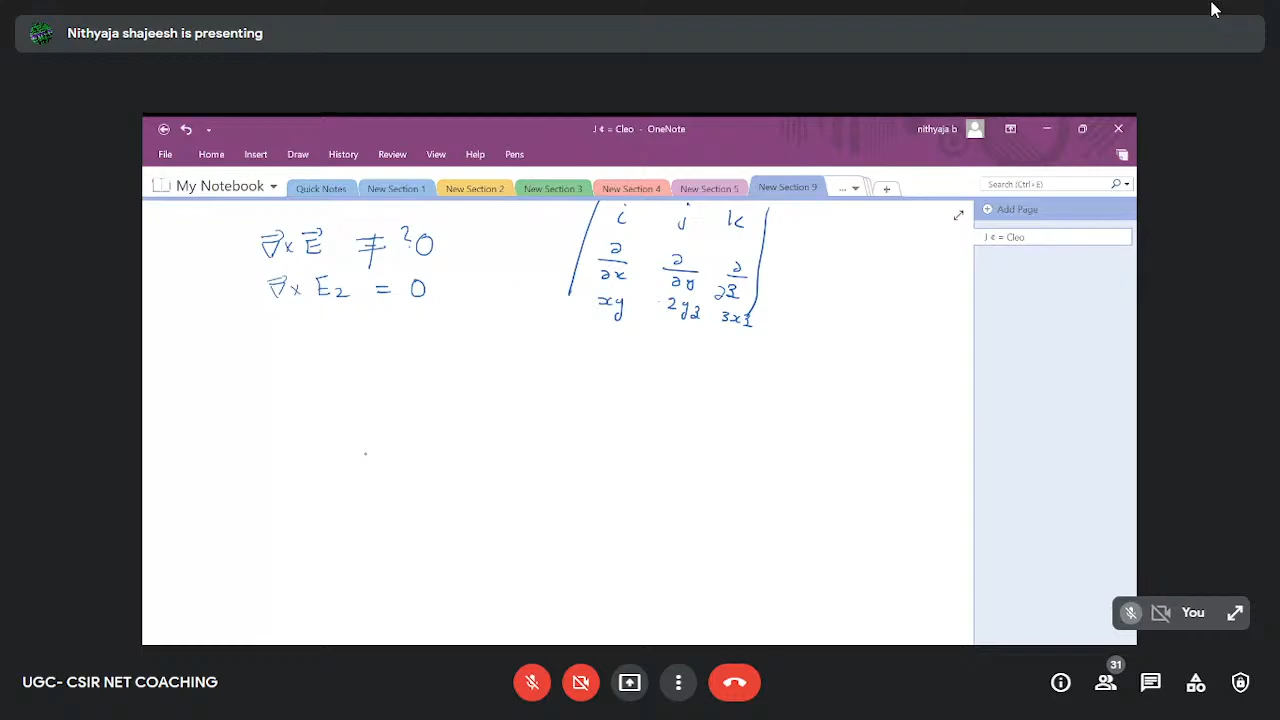 Nithyaja shajeesh is presenting
J ¢ = Cleo - OneNote
nithyaja b
File Home Insert Draw History Review View Help Pens
My Notebook Quick Notes New Section 1 New Section 2 New Section 3 New Section 4 New Section 5 New Section 9 ... + Search (Ctrl+E)
Add Page
J ¢ = Cleo
i j k
∇⃗ × E⃗ ≠ ? 0
∂/∂x ∂/∂y ∂/∂z
∇⃗ × E₂ = 0
xy 2yz 3xz
You
UGC- CSIR NET COACHING
31